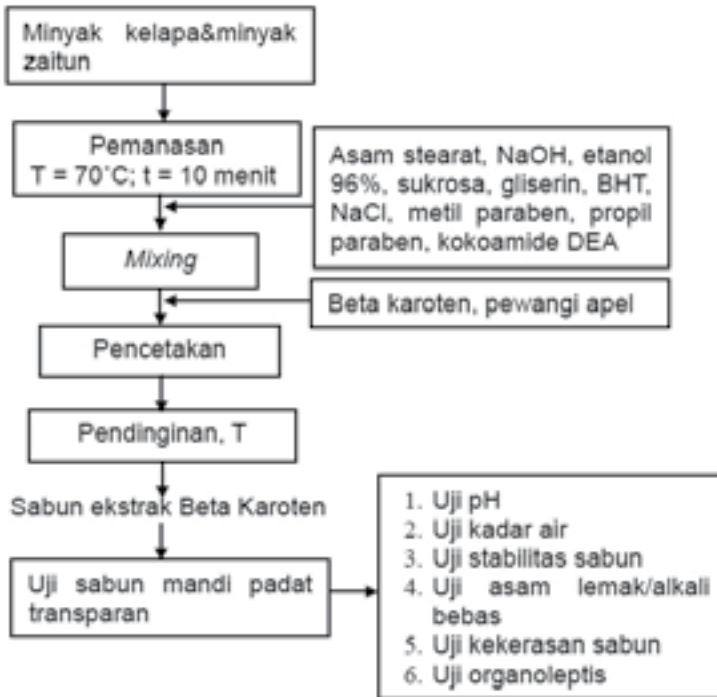 Minyak kelapa&minyak
zaitun
Pemanasan
T = 70°C; t = 10 menit
Asam stearat, NaOH, etanol
96%, sukrosa, gliserin, BHT,
NaCl, metil paraben, propil
paraben, kokoamide DEA
Mixing
Beta karoten, pewangi apel
Pencetakan
Pendinginan, T
Sabun ekstrak Beta Karoten
Uji sabun mandi padat
transparan
1. Uji pH
2. Uji kadar air
3. Uji stabilitas sabun
4. Uji asam lemak/alkali
bebas
5. Uji kekerasan sabun
6. Uji organoleptis